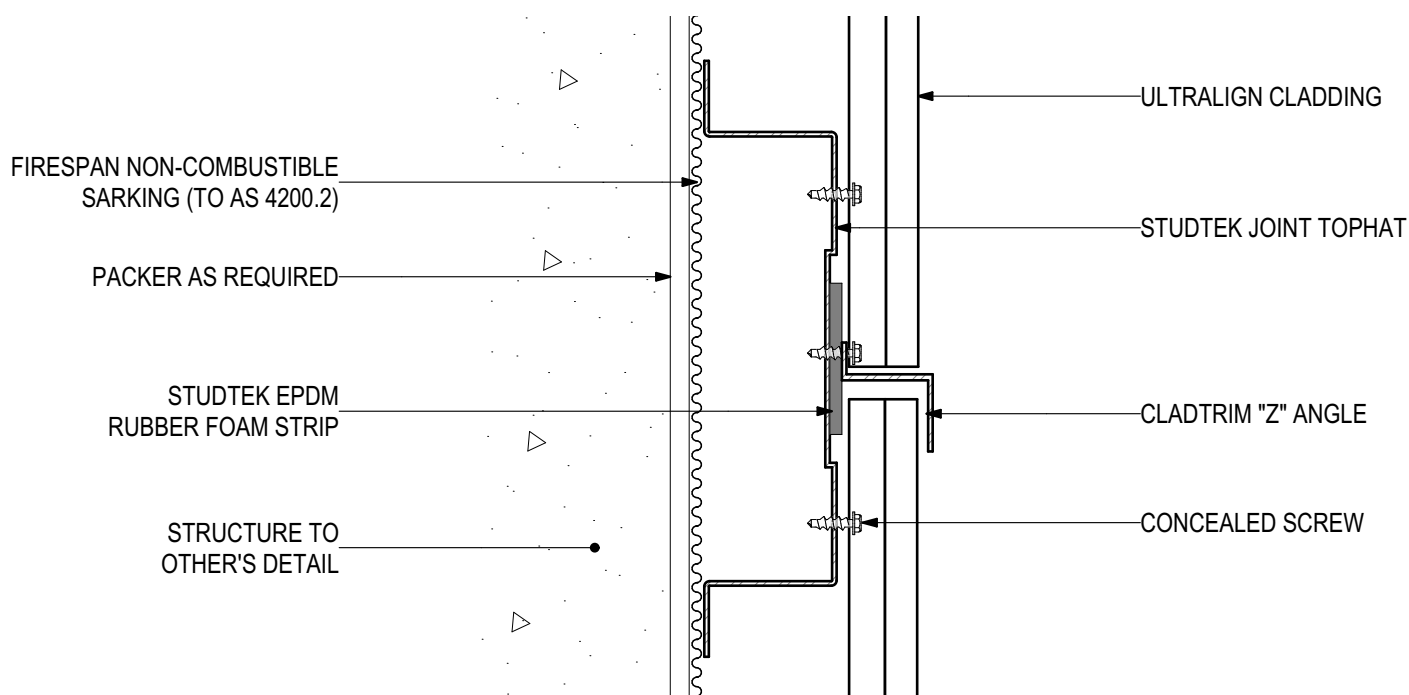 FIRESPAN NON-COMBUSTIBLE
SARKING (TO AS 4200.2)
PACKER AS REQUIRED
STUDTEK EPDM
RUBBER FOAM STRIP
STRUCTURE TO
OTHER'S DETAIL
ULTRALIGN CLADDING
STUDTEK JOINT TOPHAT
CLADTRIM "Z" ANGLE
CONCEALED SCREW